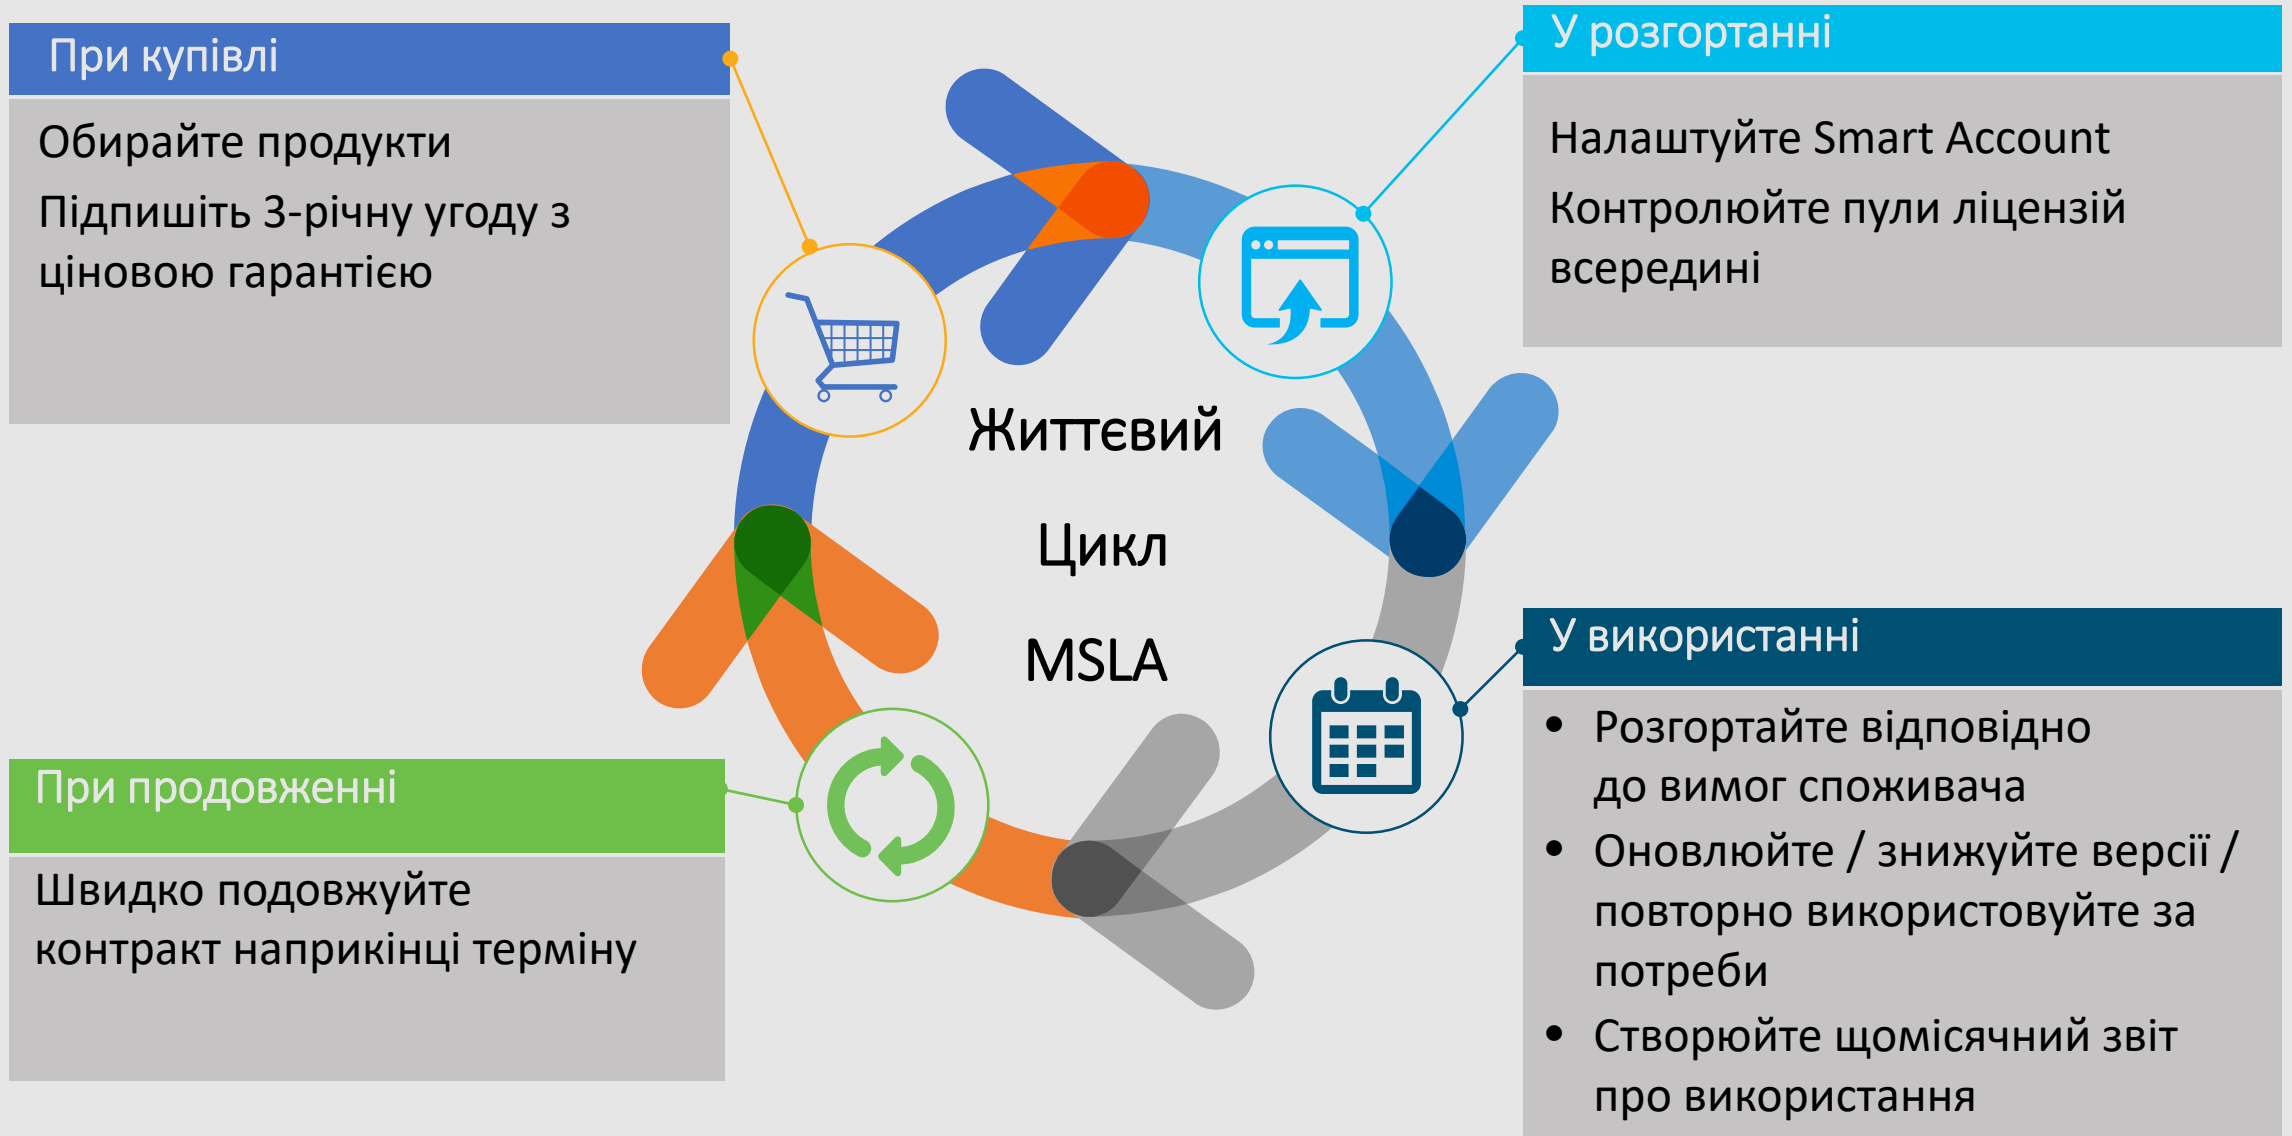 При купівлі
Обирайте продукти
Підпишіть 3-річну угоду з
ціновою гарантією
У розгортанні
Налаштуйте Smart Account
Контролюйте пули ліцензій
всередині
Життєвий
Цикл
MSLA
У використанні
• Розгортайте відповідно
до вимог споживача
• Оновлюйте / знижуйте версії /
повторно використовуйте за
потреби
• Створюйте щомісячний звіт
про використання
При продовженні
Швидко подовжуйте
контракт наприкінці терміну